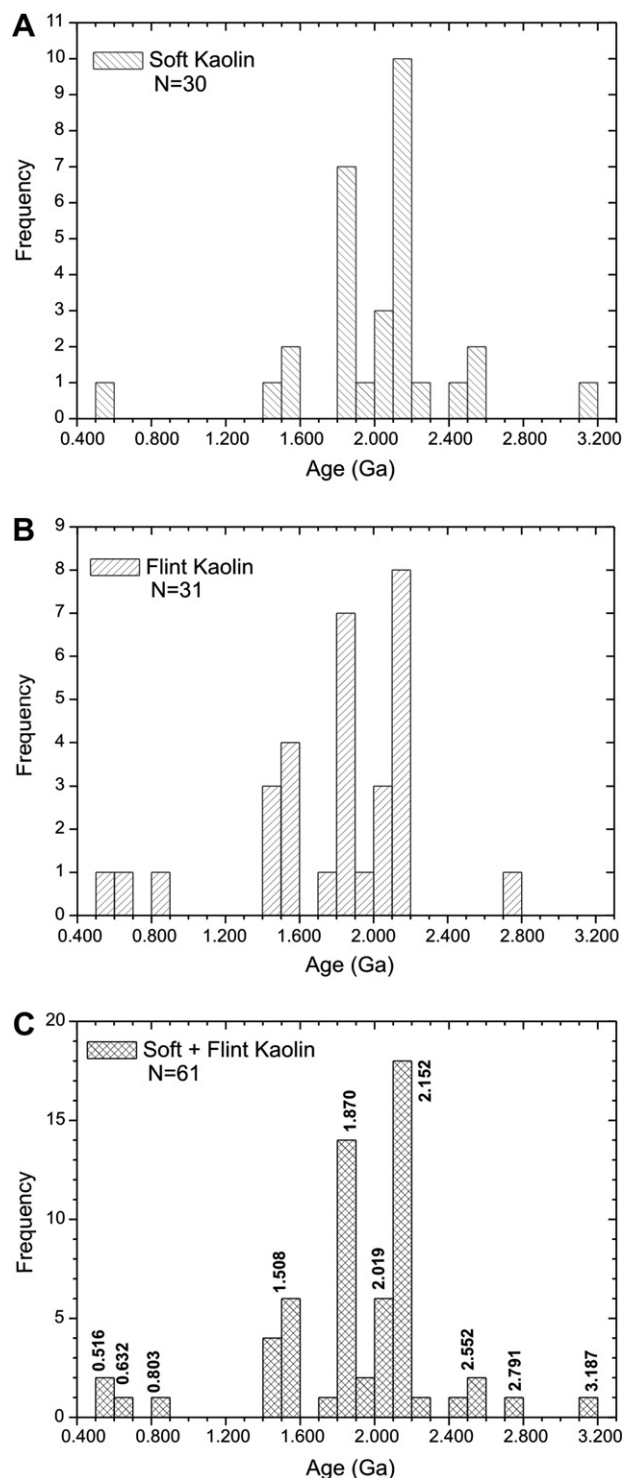 A
Soft Kaolin
N=30
Frequency
11
10
9
8
7
6
5
4
3
2
1
0
0.400 0.800 1.200 1.600 2.000 2.400 2.800 3.200
Age (Ga)
B
Flint Kaolin
N=31
Frequency
9
8
7
6
5
4
3
2
1
0
0.400 0.800 1.200 1.600 2.000 2.400 2.800 3.200
Age (Ga)
C
Soft + Flint Kaolin
N=61
Frequency
20
15
10
5
0
0.516
0.632
0.803
1.508
1.870
2.019
2.152
2.552
2.791
3.187
0.400 0.800 1.200 1.600 2.000 2.400 2.800 3.200
Age (Ga)